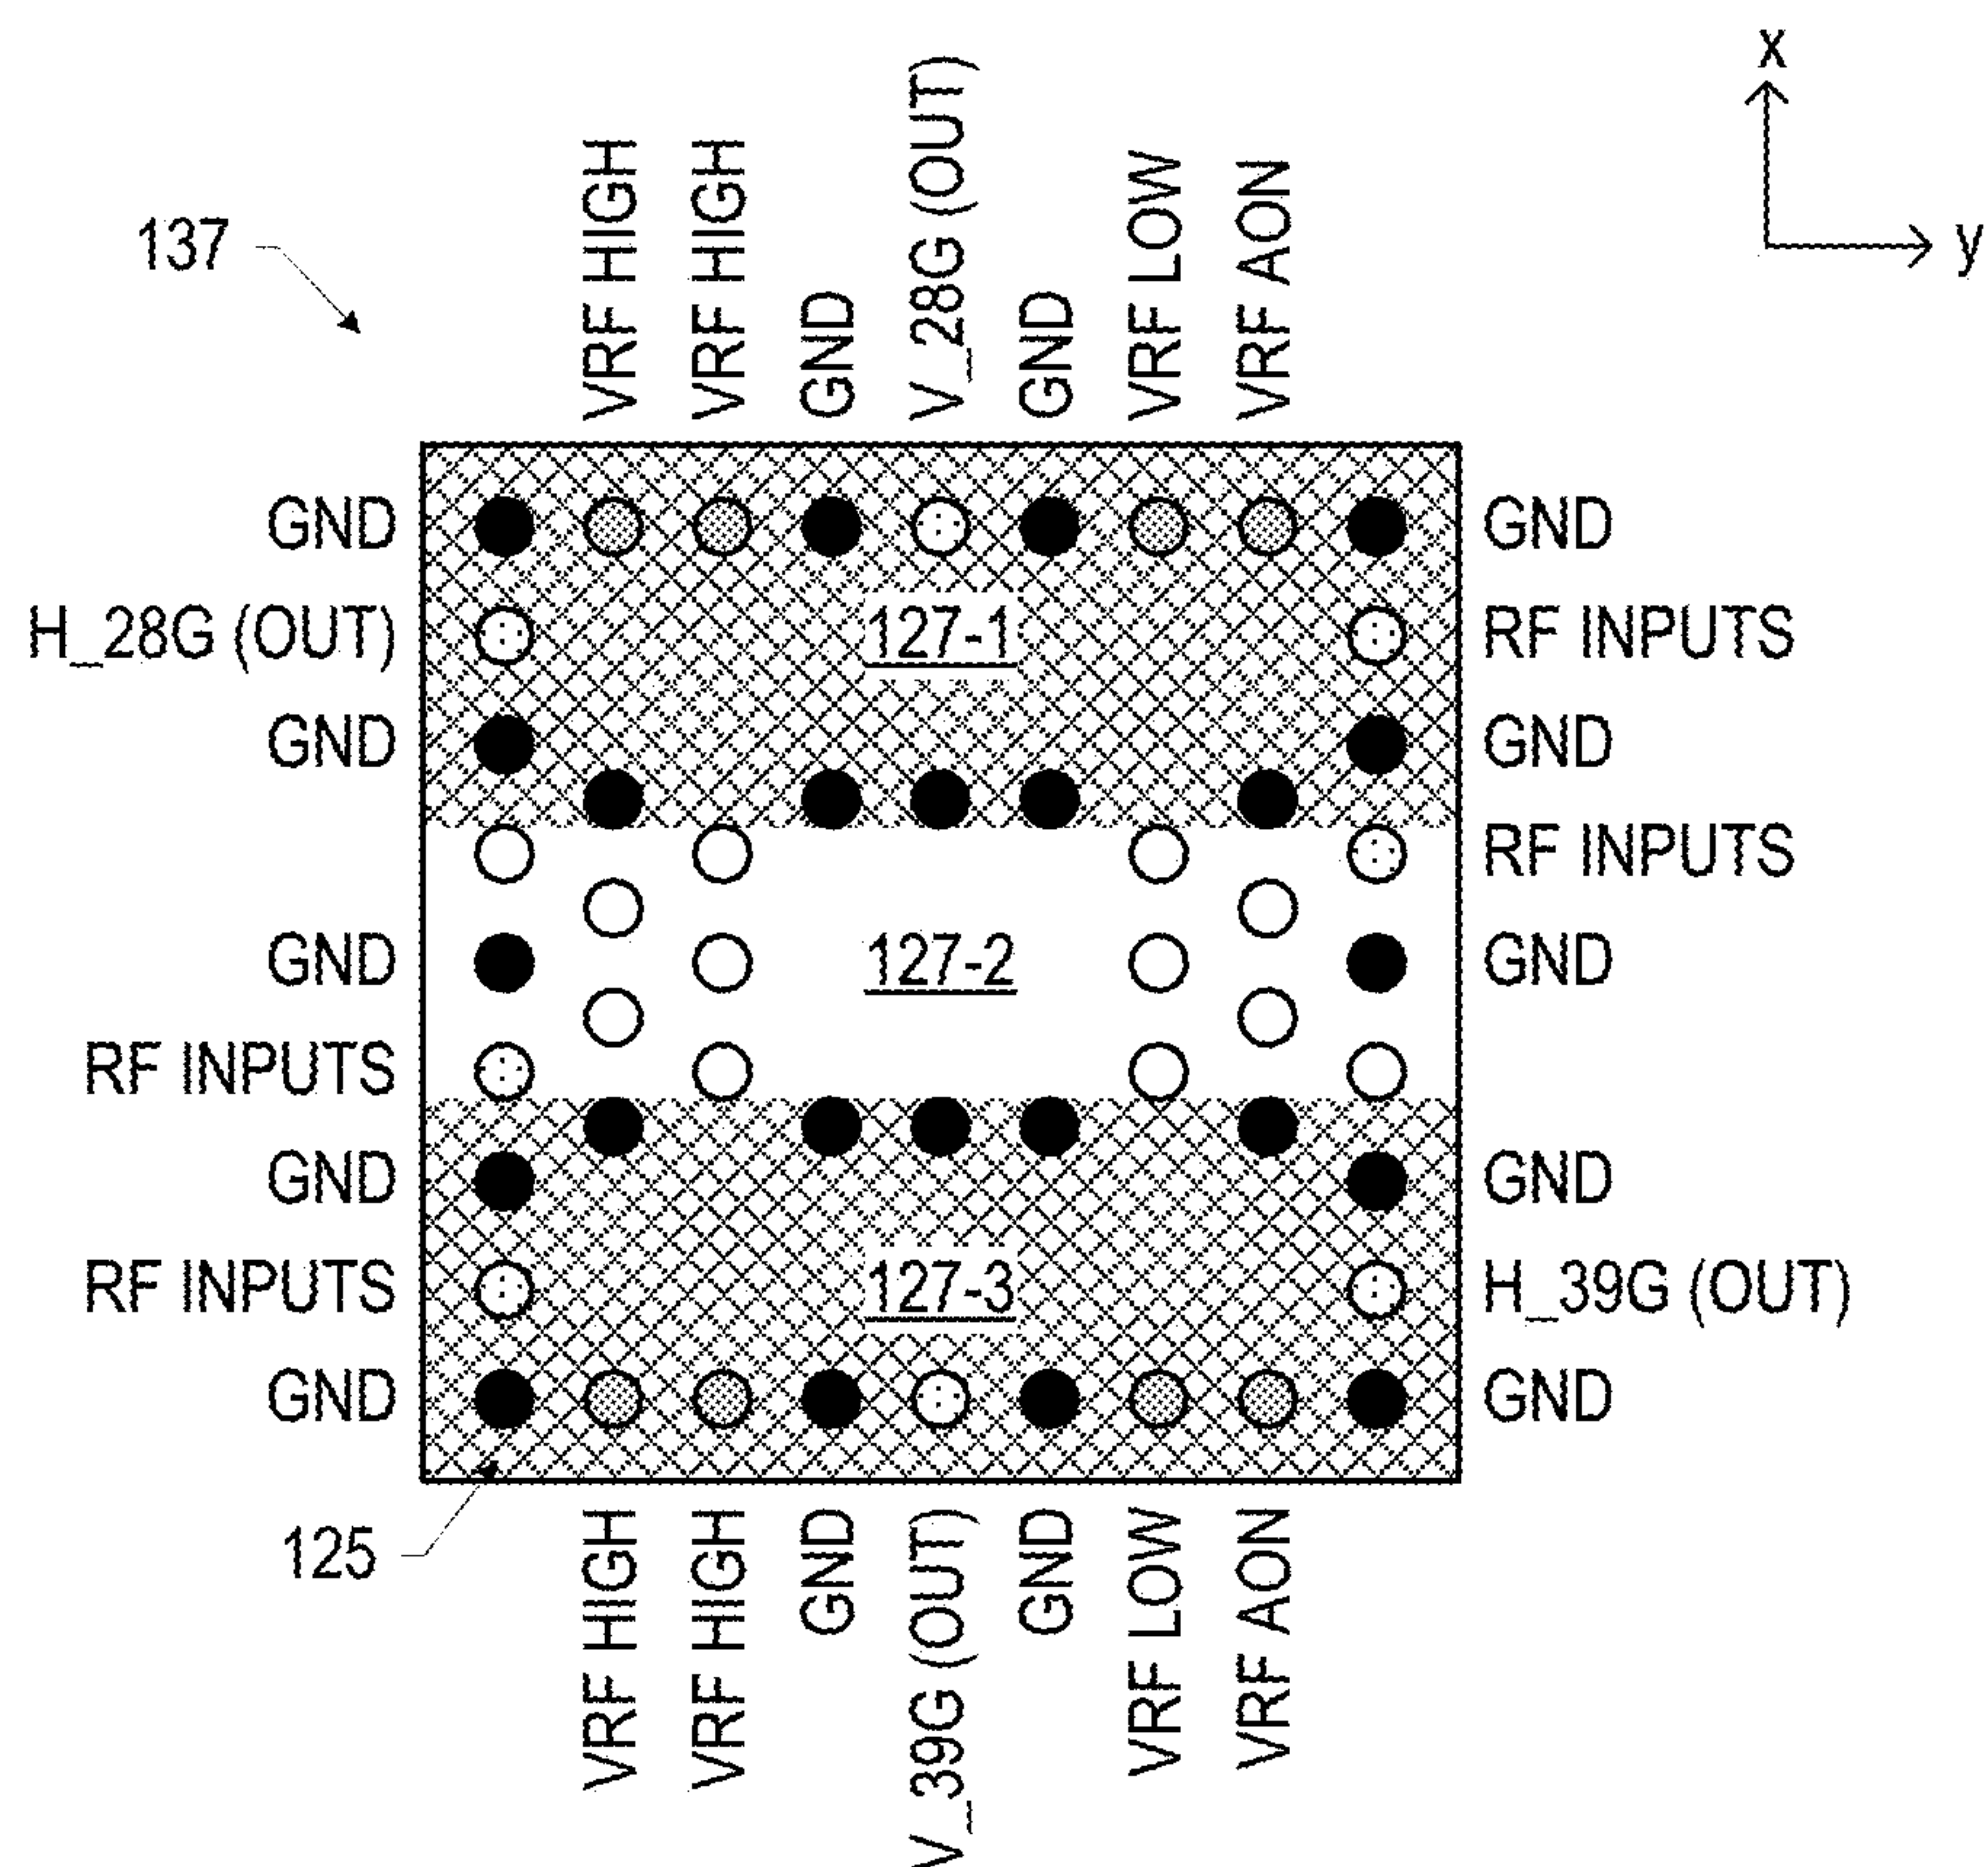 x
y
137
VRF HIGH
VRF HIGH
GND
V_28G (OUT)
GND
VRF LOW
VRF AON
GND
GND
H_28G (OUT)
127-1
RF INPUTS
GND
GND
RF INPUTS
GND
127-2
GND
RF INPUTS
GND
GND
RF INPUTS
127-3
H_39G (OUT)
GND
GND
125
VRF HIGH
VRF HIGH
GND
V_39G (OUT)
GND
VRF LOW
VRF AON